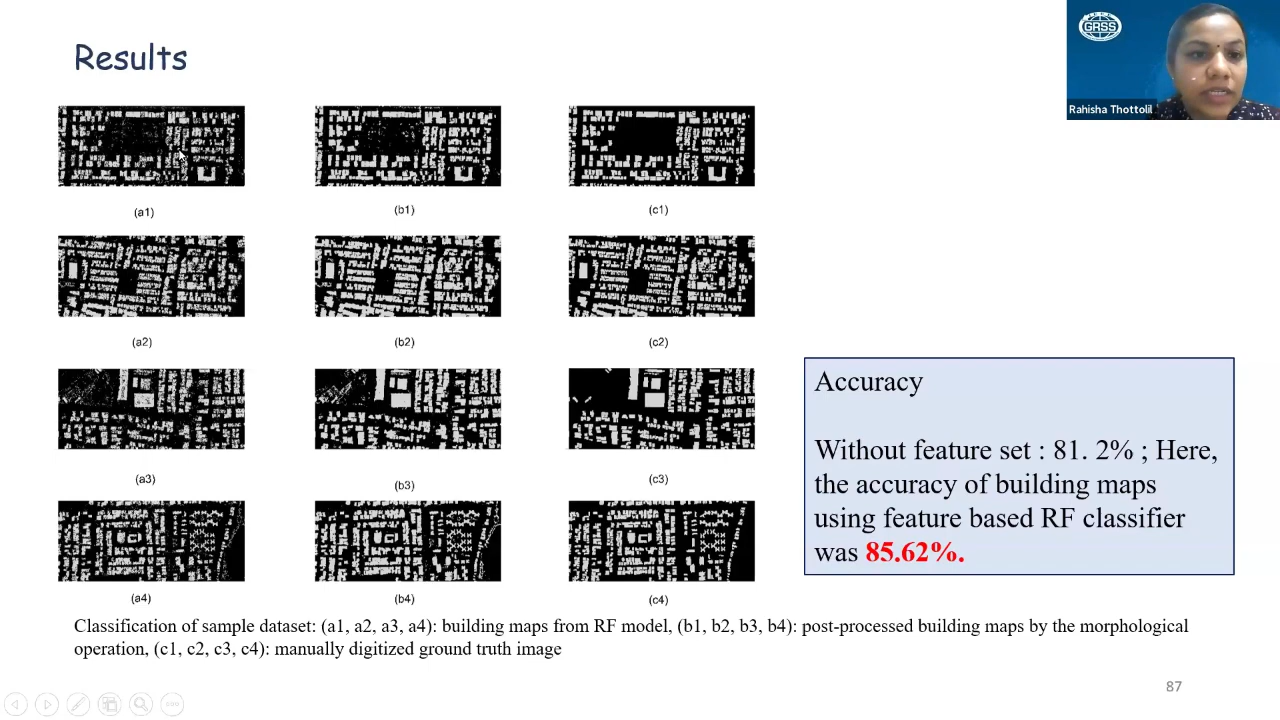 Results
GRSS
Rahisha Thottolil
(a1)
(b1)
(c1)
(a2)
(b2)
(c2)
(a3)
(b3)
(c3)
(a4)
(b4)
(c4)
Accuracy
Without feature set : 81. 2% ; Here,
the accuracy of building maps
using feature based RF classifier
was 85.62%.
Classification of sample dataset: (a1, a2, a3, a4): building maps from RF model, (b1, b2, b3, b4): post-processed building maps by the morphological
operation, (c1, c2, c3, c4): manually digitized ground truth image
87